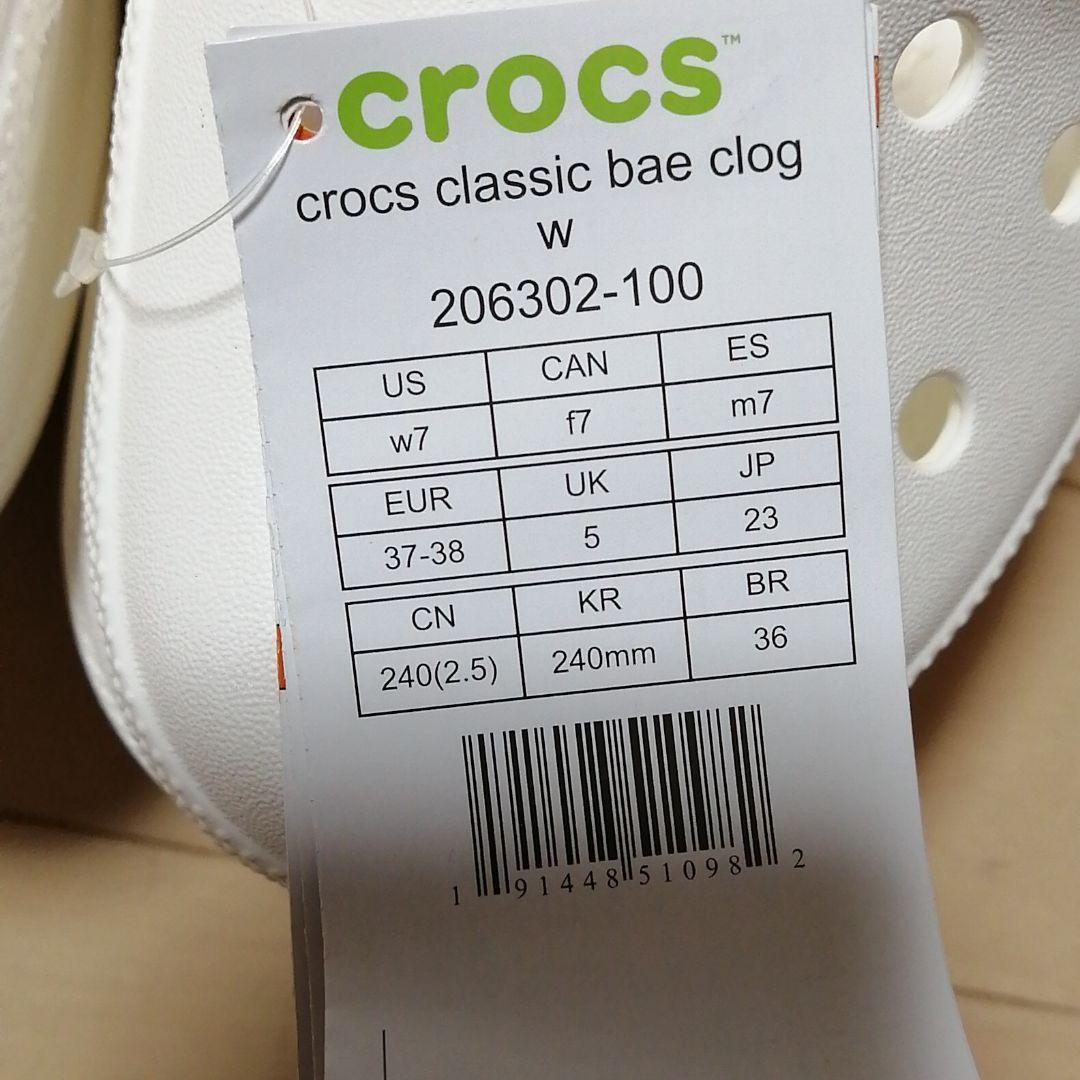 crocs™
crocs classic bae clog
w
206302-100
US CAN ES
w7 f7 m7
EUR UK JP
37-38 5 23
CN KR BR
240(2.5) 240mm 36
1 91448 51098 2